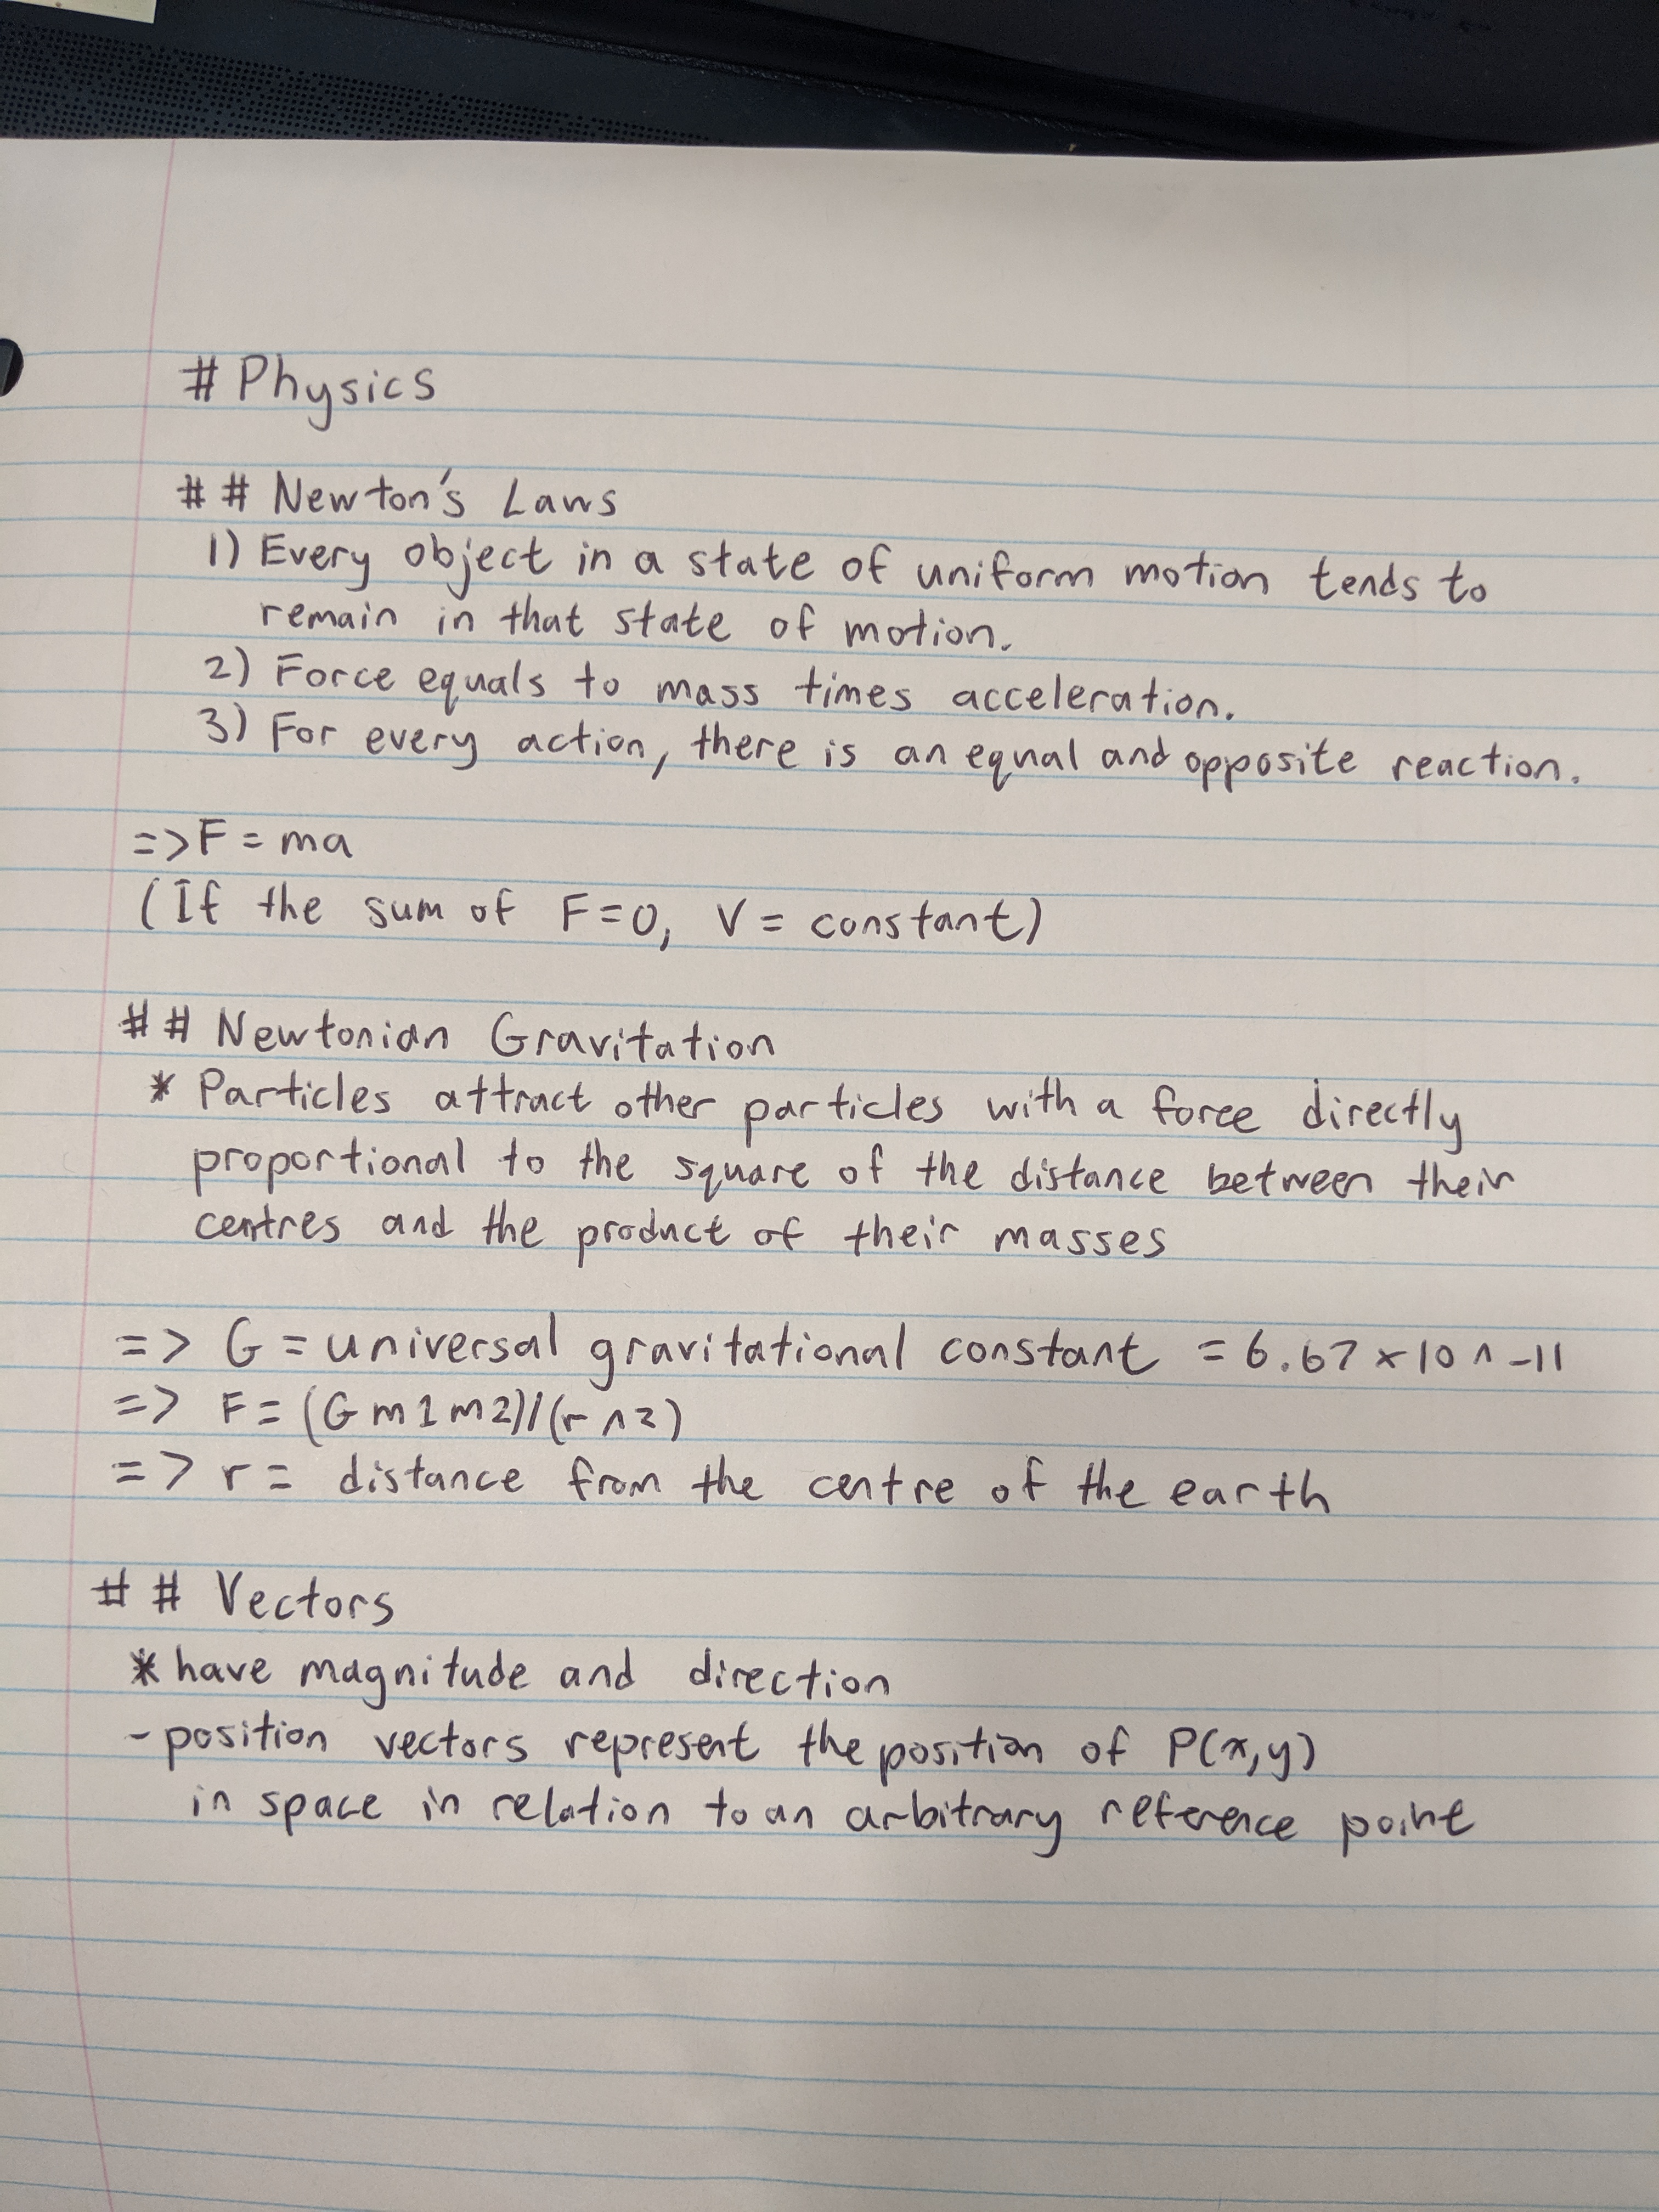 # Physics
## Newton's Laws
1) Every object in a state of uniform motion tends to
remain in that state of motion.
2) Force equals to mass times acceleration.
3) For every action, there is an equal and opposite reaction.
=> F = ma
(If the sum of F=0, V = constant)
## Newtonian Gravitation
* Particles attract other particles with a force directly
proportional to the square of the distance between their
centres and the product of their masses
=> G = universal gravitational constant = 6.67 x 10 ^ -11
=> F = (G m1 m2)/(r^2)
=> r = distance from the centre of the earth
## Vectors
* have magnitude and direction
- position vectors represent the position of P(x,y)
in space in relation to an arbitrary reference point